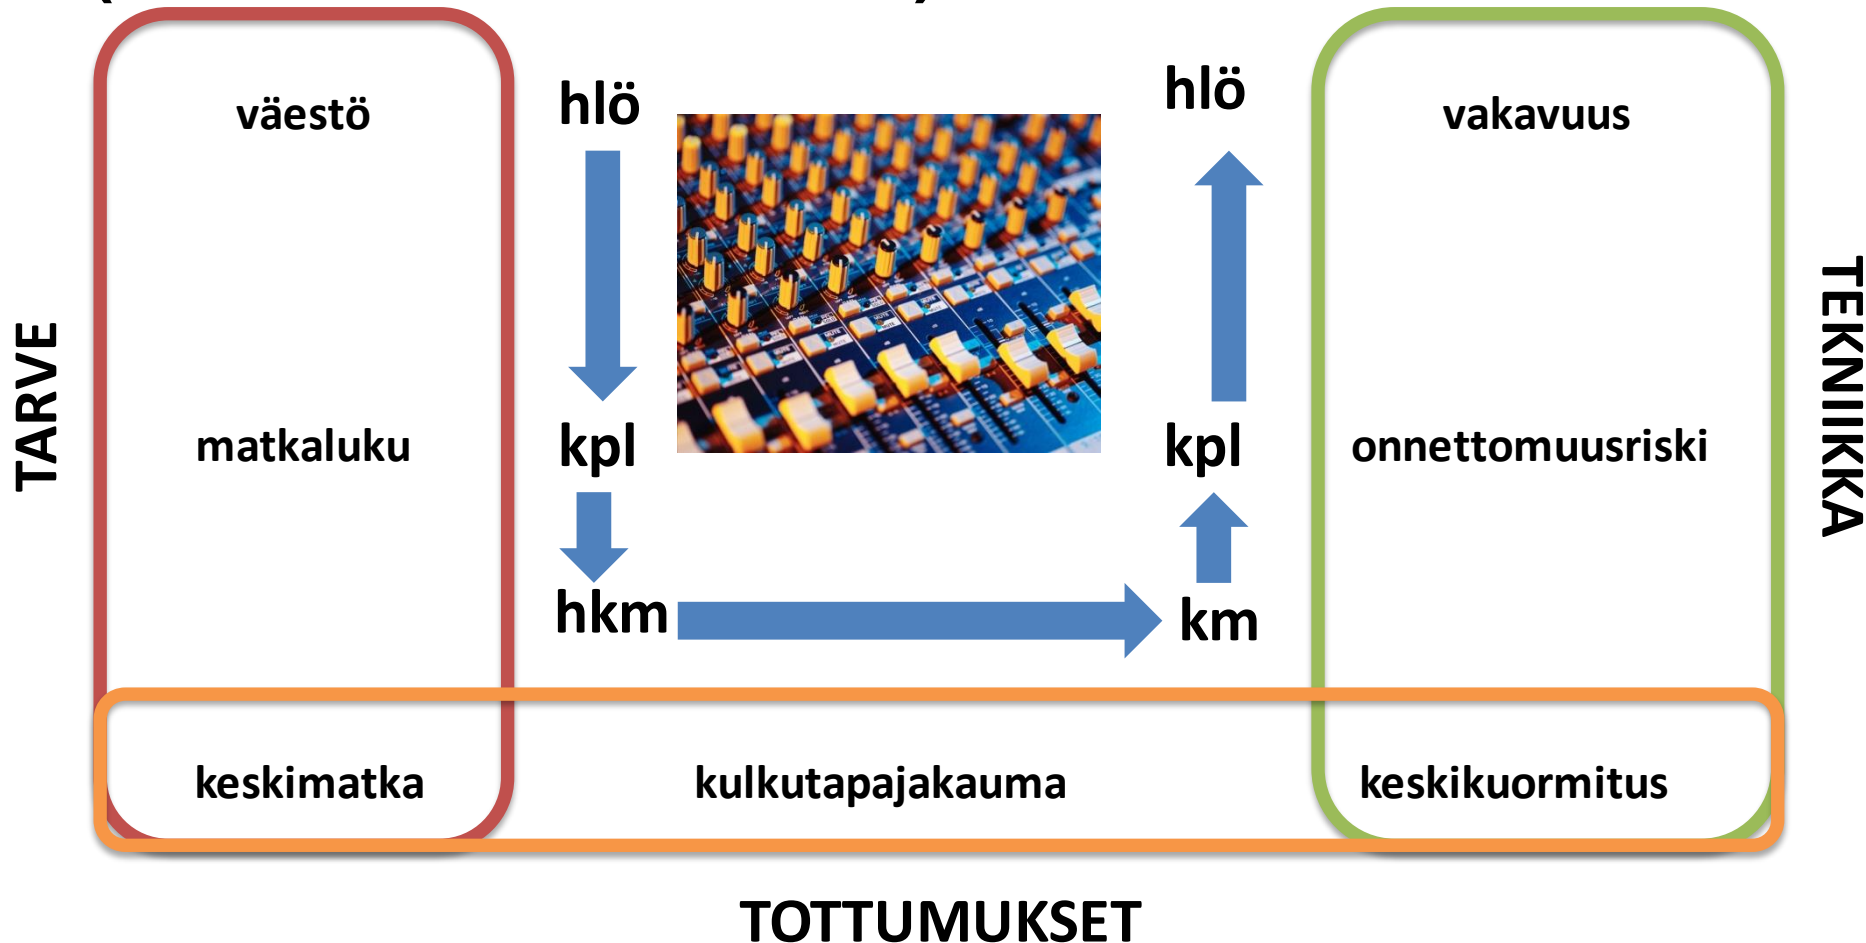 väestö
hlö
hlö
vakavuus
TARVE
matkaluku
kpl
kpl
onnettomuusriski
TEKNIIKKA
hkm
km
keskimatka
kulkutapajakauma
keskikuormitus
TOTTUMUKSET